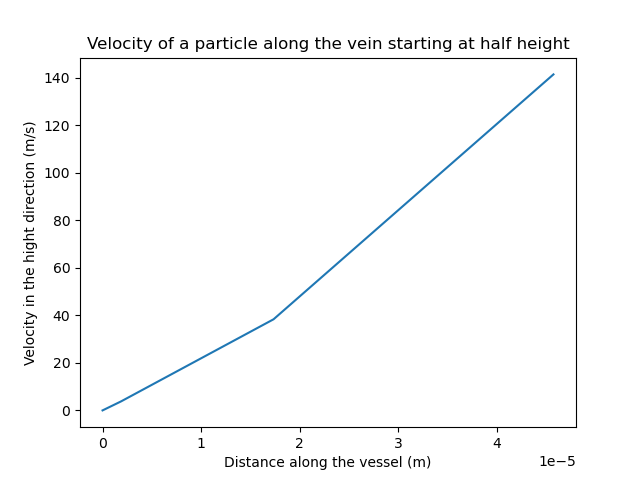 Velocity of a particle along the vein starting at half height
Velocity in the hight direction (m/s)
140
120
100
80
60
40
20
0
0 1 2 3 4
1e−5
Distance along the vessel (m)